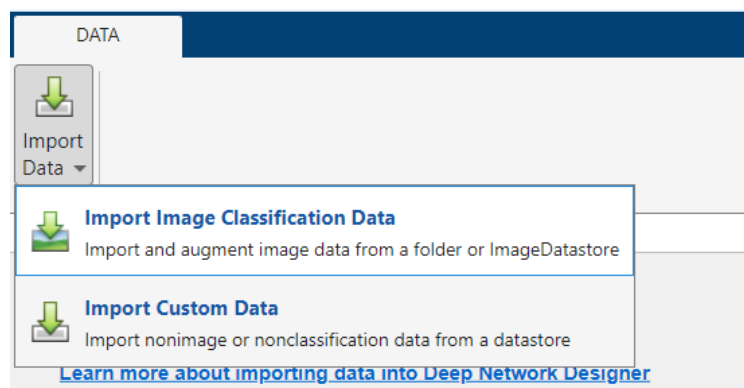 DATA
Import
Data
Import Image Classification Data
Import and augment image data from a folder or ImageDatastore
Import Custom Data
Import nonimage or nonclassification data from a datastore
Learn more about importing data into Deep Network Designer